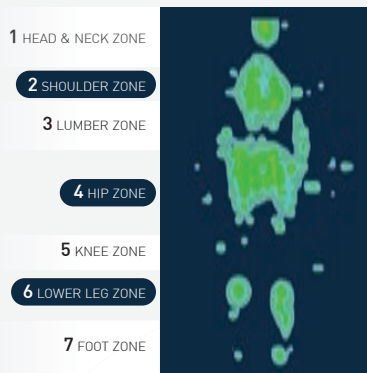 1 HEAD & NECK ZONE
2 SHOULDER ZONE
3 LUMBER ZONE
4 HIP ZONE
5 KNEE ZONE
6 LOWER LEG ZONE
7 FOOT ZONE